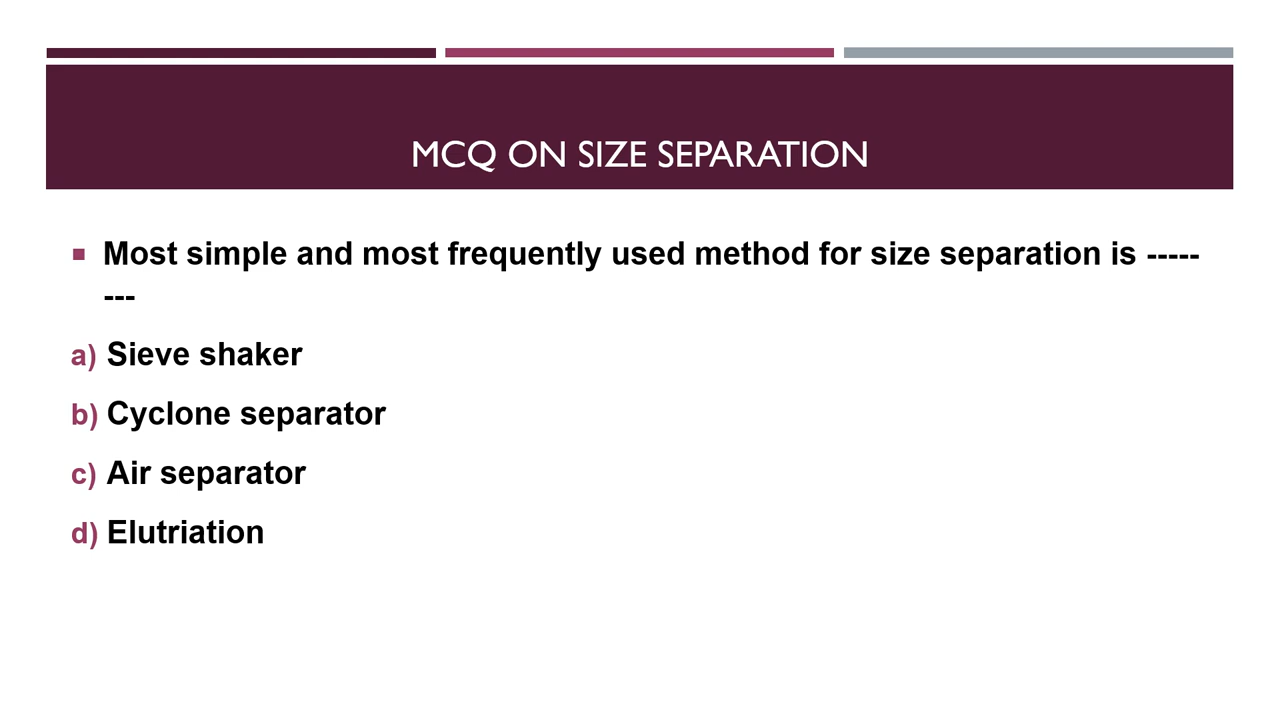 MCQ ON SIZE SEPARATION
▪ Most simple and most frequently used method for size separation is -----
---
a) Sieve shaker
b) Cyclone separator
c) Air separator
d) Elutriation